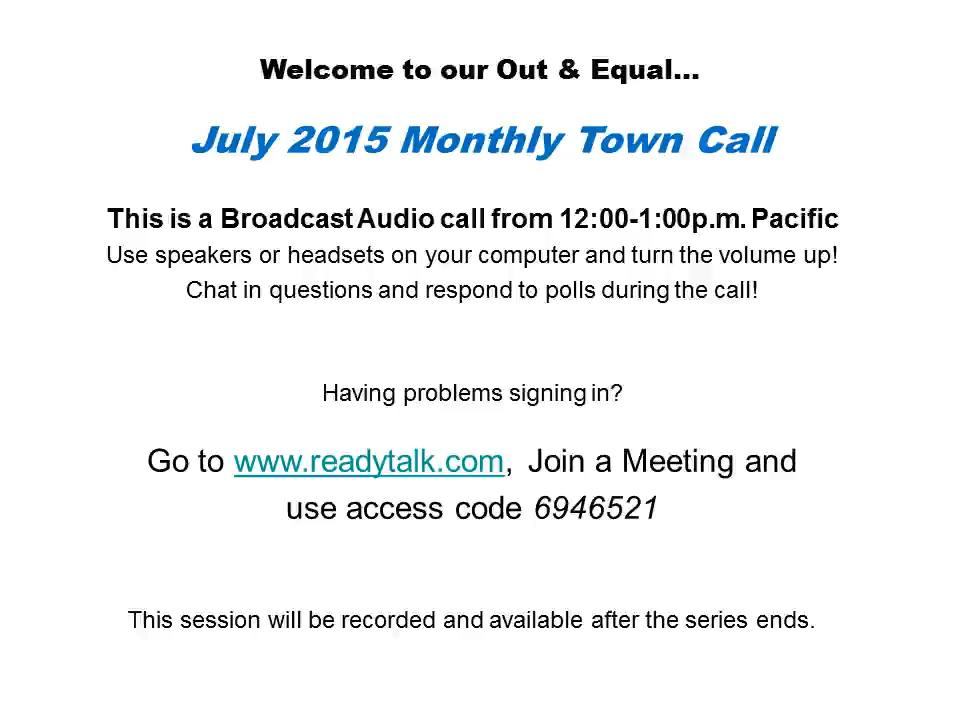 Welcome to our Out & Equal...
July 2015 Monthly Town Call
This is a Broadcast Audio call from 12:00-1:00p.m. Pacific
Use speakers or headsets on your computer and turn the volume up!
Chat in questions and respond to polls during the call!
Having problems signing in?
Go to www.readytalk.com, Join a Meeting and
use access code 6946521
This session will be recorded and available after the series ends.